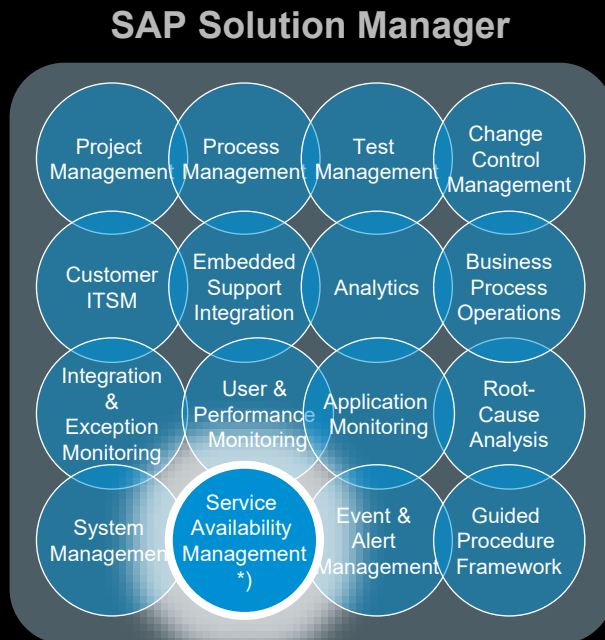 SAP Solution Manager
Project
Management
Process
Management
Test
Management
Change
Control
Management
Customer
ITSM
Embedded
Support
Integration
Analytics
Business
Process
Operations
Integration
&
Exception
Monitoring
User &
Performance
Monitoring
Application
Monitoring
Root-
Cause
Analysis
System
Management
Service
Availability
Management
*)
Event &
Alert
Management
Guided
Procedure
Framework